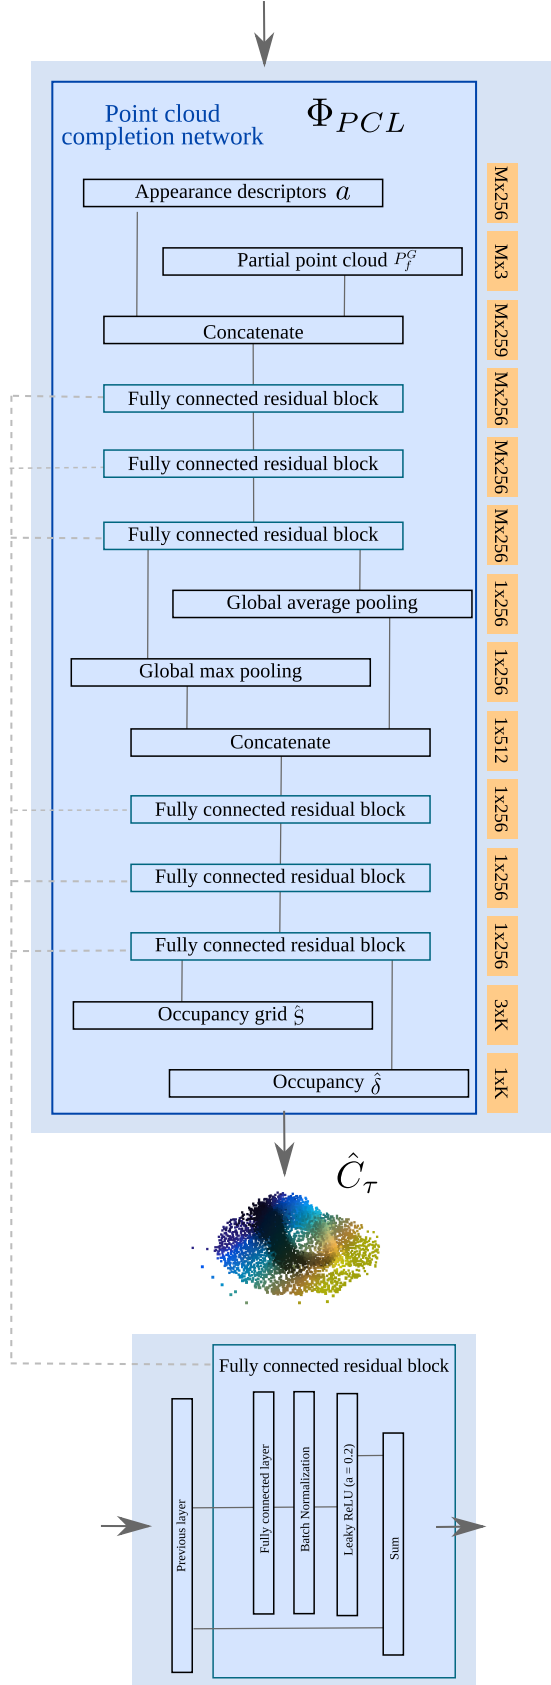 Point cloud
completion network
Φ_PCL
Appearance descriptors a
Mx256
Partial point cloud P_f^G
Mx3
Concatenate
Mx259
Fully connected residual block
Mx256
Fully connected residual block
Mx256
Fully connected residual block
Mx256
Global average pooling
1x256
Global max pooling
1x256
Concatenate
1x512
Fully connected residual block
1x256
Fully connected residual block
1x256
Fully connected residual block
1x256
Occupancy grid Ŝ
3xK
Occupancy δ̂
1xK
Ĉ_τ
Fully connected residual block
Previous layer
Fully connected layer
Batch Normalization
Leaky ReLU (a = 0.2)
Sum